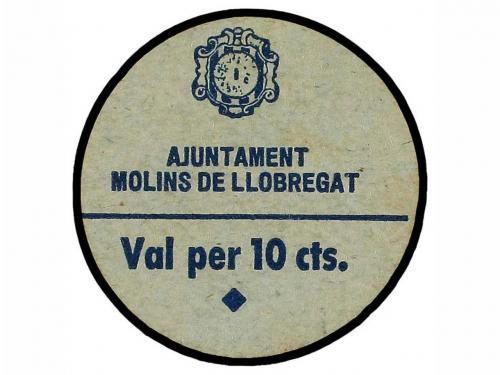 AJUNTAMENT
MOLINS DE LLOBREGAT
Val per 10 cts.